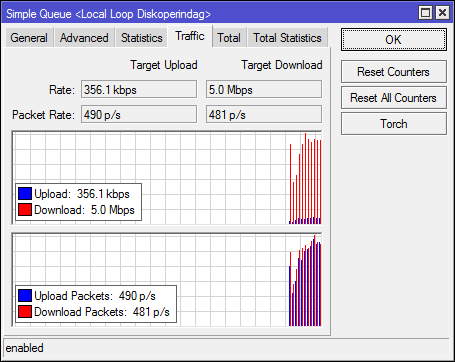 Simple Queue <Local Loop Diskoperindag>
General Advanced Statistics Traffic Total Total Statistics
Target Upload Target Download
Rate: 356.1 kbps 5.0 Mbps
Packet Rate: 490 p/s 481 p/s
Upload: 356.1 kbps
Download: 5.0 Mbps
Upload Packets: 490 p/s
Download Packets: 481 p/s
OK
Reset Counters
Reset All Counters
Torch
enabled